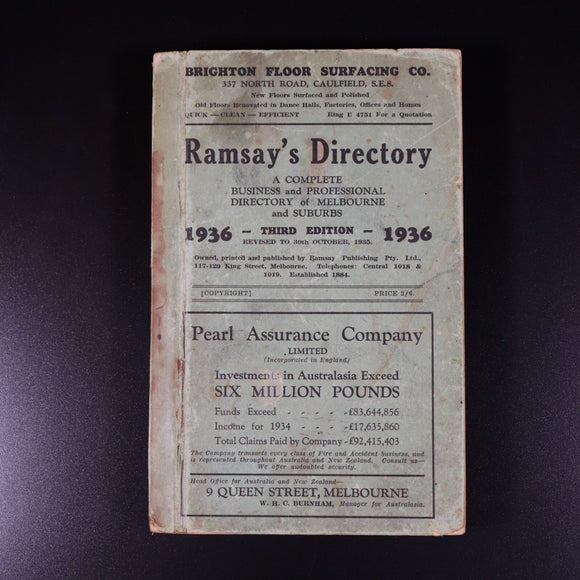 BRIGHTON FLOOR SURFACING CO.
337 NORTH ROAD, CAULFIELD, S.E.8.
New Floors Surfaced and Polished
Old Floors Renovated in Dance Halls, Factories, Offices and Homes
QUICK — CLEAN — EFFICIENT Ring U 4751 For a Quotation
Ramsay's Directory
A COMPLETE
BUSINESS and PROFESSIONAL
DIRECTORY of MELBOURNE
and SUBURBS
1936 - THIRD EDITION - 1936
REVISED TO 30th OCTOBER, 1935.
Owned, printed and published by Ramsay Publishing Pty. Ltd.,
117-129 King Street, Melbourne. Telephones: Central 1018 &
1019. Established 1884.
[COPYRIGHT] PRICE 2/6.
Pearl Assurance Company
LIMITED
(Incorporated in England)
Investments in Australasia Exceed
SIX MILLION POUNDS
Funds Exceed - - - - -£83,644,856
Income for 1934 - - - -£17,635,860
Total Claims Paid by Company -£92,415,403
The Company transacts every class of Fire and Accident business, and
is represented throughout Australia and New Zealand. Consult us—
We offer undoubted security.
Head Office for Australia and New Zealand—
9 QUEEN STREET, MELBOURNE
W. H. C. BURNHAM, Manager for Australasia.